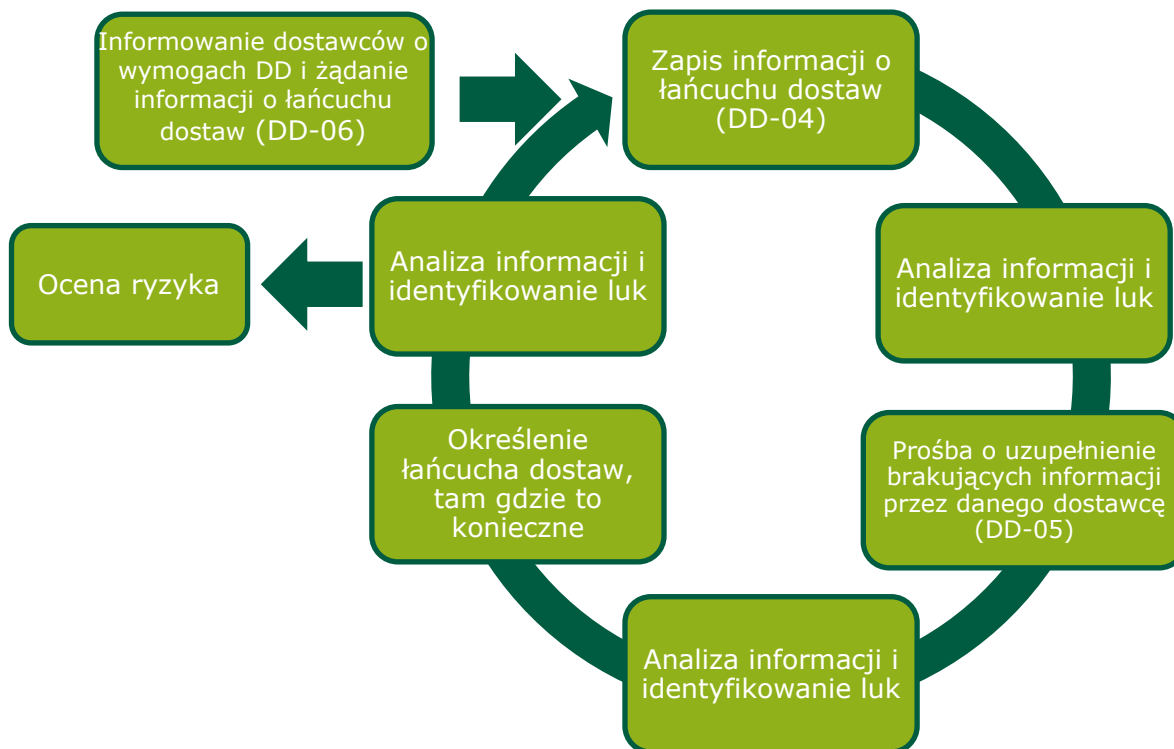 Informowanie dostawców o
wymogach DD i żądanie
informacji o łańcuchu
dostaw (DD-06)
Zapis informacji o
łańcuchu dostaw
(DD-04)
Analiza informacji i
identyfikowanie luk
Prośba o uzupełnienie
brakujących informacji
przez danego dostawcę
(DD-05)
Analiza informacji i
identyfikowanie luk
Określenie
łańcucha dostaw,
tam gdzie to
konieczne
Analiza informacji i
identyfikowanie luk
Ocena ryzyka